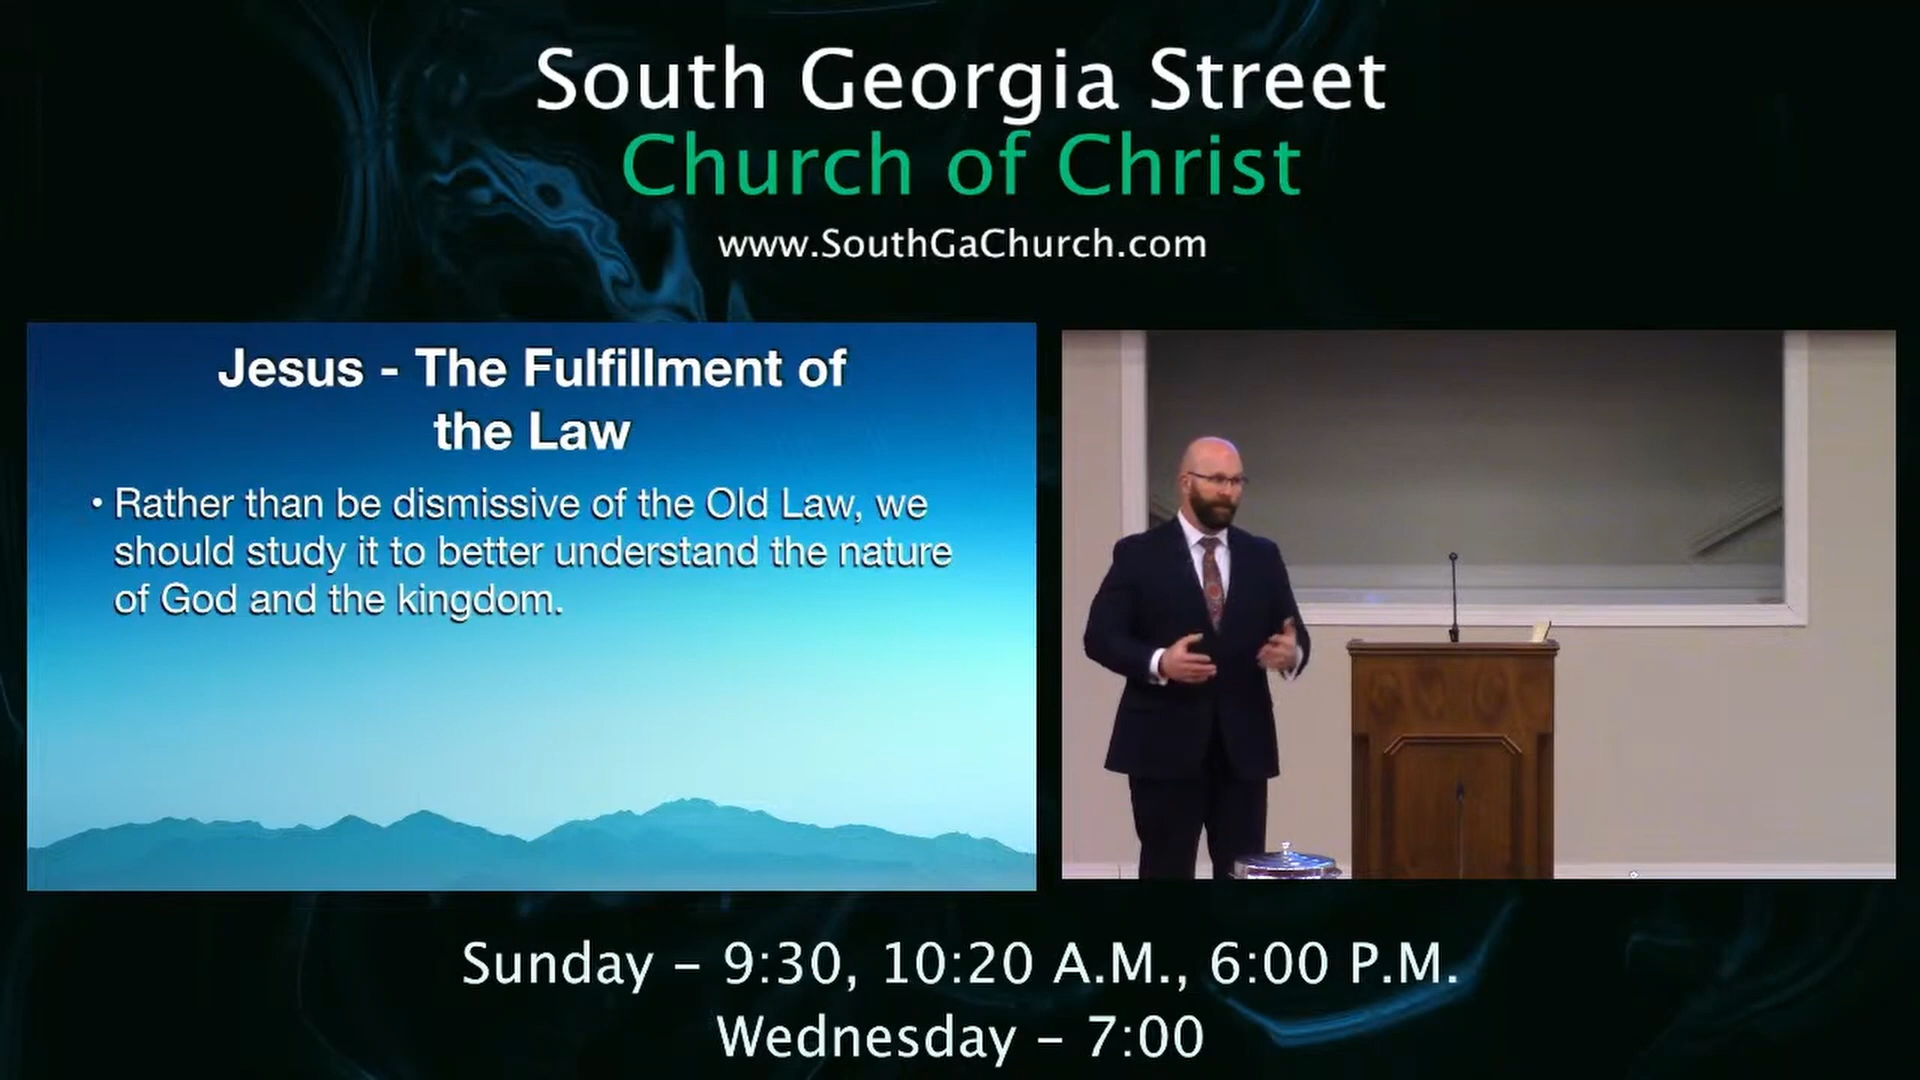 South Georgia Street
Church of Christ
www.SouthGaChurch.com
Jesus - The Fulfillment of
the Law
• Rather than be dismissive of the Old Law, we
should study it to better understand the nature
of God and the kingdom.
Sunday – 9:30, 10:20 A.M., 6:00 P.M.
Wednesday – 7:00